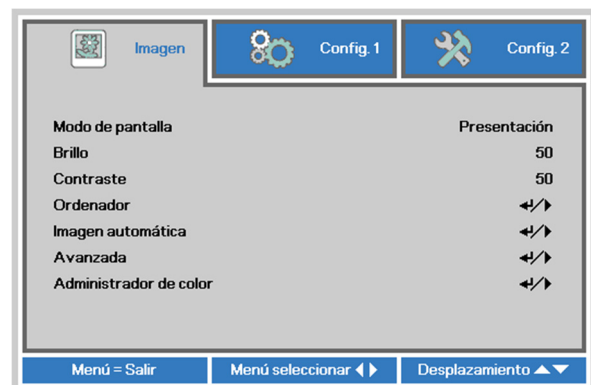 Imagen Config. 1 Config. 2
Modo de pantalla Presentación
Brillo 50
Contraste 50
Ordenador ↵/▶
Imagen automática ↵/▶
Avanzada ↵/▶
Administrador de color ↵/▶
Menú = Salir Menú seleccionar ◀▶ Desplazamiento ▲▼